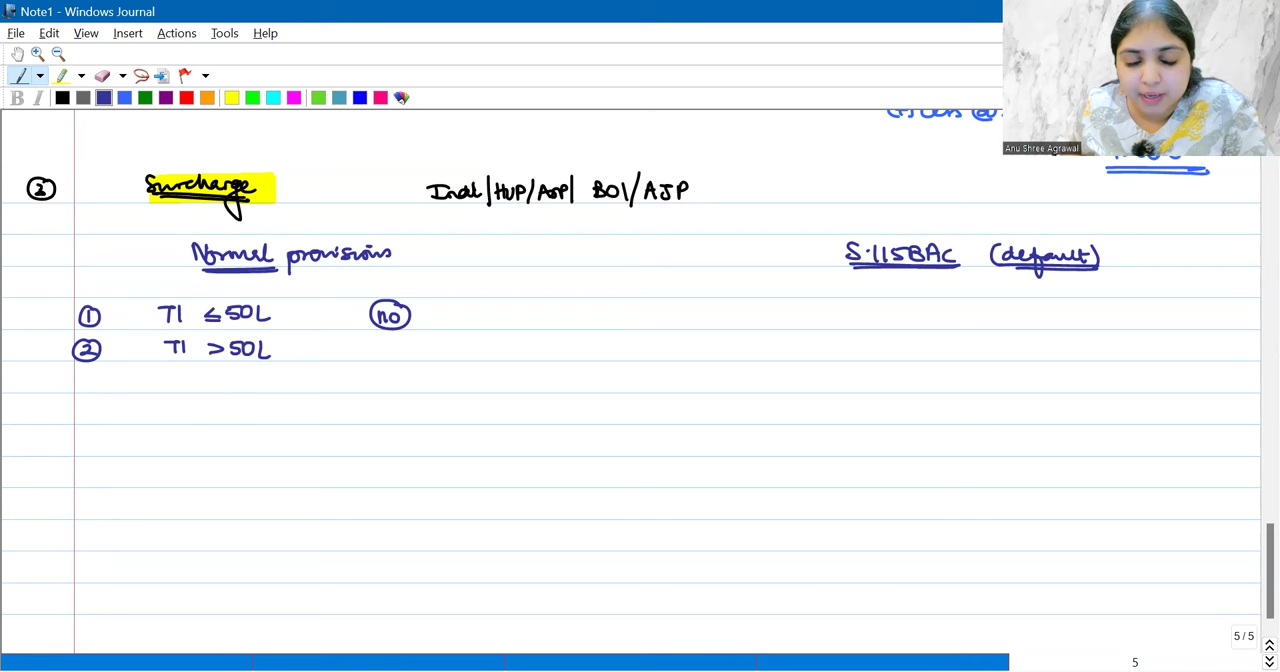 Note1 - Windows Journal
File Edit View Insert Actions Tools Help
B I
Anu Shree Agrawal
② Surcharge Indl|HUF/AOP| BOI/AJP
Normal provisions S.115BAC (default)
① TI ≤ 50L no
② TI > 50L
5 / 5
5